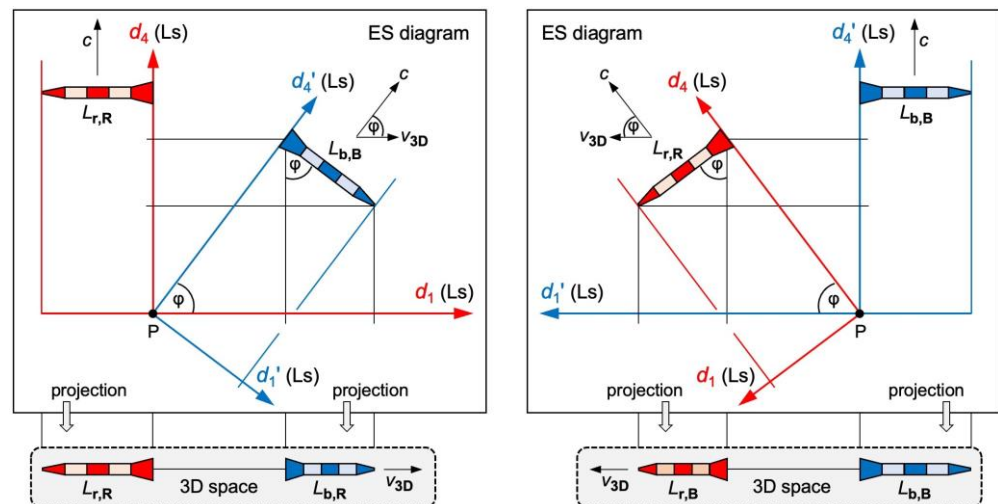 ES diagram
c
d4 (Ls)
Lr,R
d4' (Ls)
c
φ
v3D
Lb,B
φ
φ
d1 (Ls)
P
d1' (Ls)
projection
projection
Lr,R
3D space
Lb,R
v3D
ES diagram
d4' (Ls)
c
c
d4 (Ls)
φ
v3D
Lr,R
Lb,B
φ
d1' (Ls)
φ
P
d1 (Ls)
projection
projection
v3D
Lr,B
3D space
Lb,B